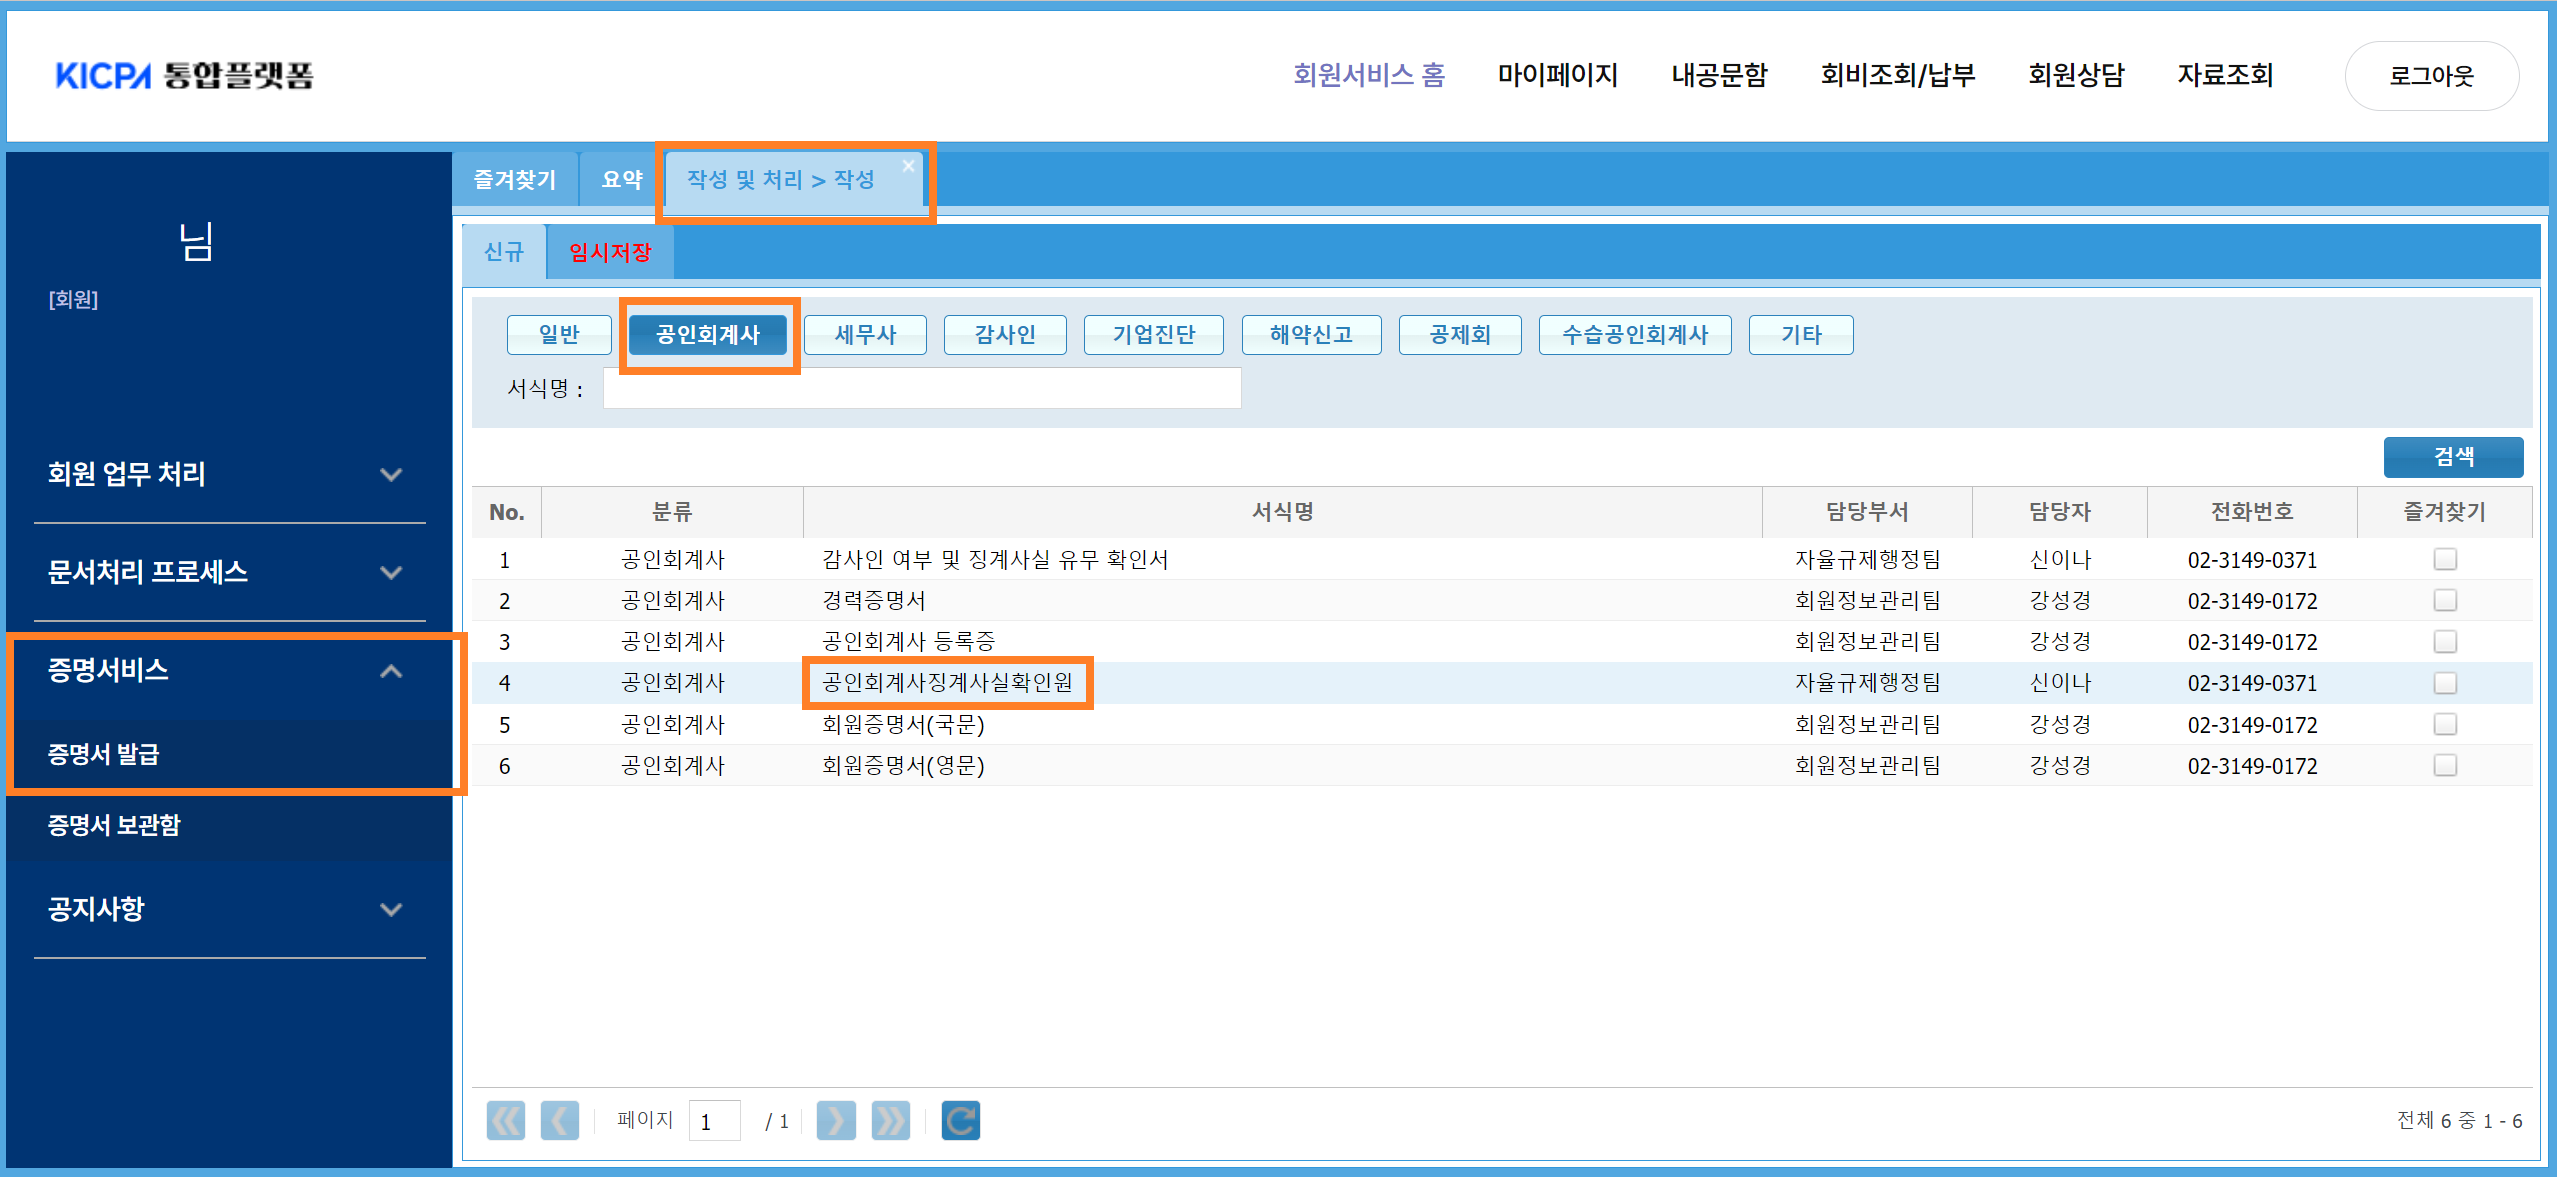 KICPA 통합플랫폼
회원서비스 홈 마이페이지 내공문함 회비조회/납부 회원상담 자료조회 로그아웃
님
[회원]
회원 업무 처리
문서처리 프로세스
증명서비스
증명서 발급
증명서 보관함
공지사항
즐겨찾기 요약 작성 및 처리 > 작성
신규 임시저장
일반 공인회계사 세무사 감사인 기업진단 해약신고 공제회 수습공인회계사 기타
서식명 :
검색
No. 분류 서식명 담당부서 담당자 전화번호 즐겨찾기
1 공인회계사 감사인 여부 및 징계사실 유무 확인서 자율규제행정팀 신이나 02-3149-0371
2 공인회계사 경력증명서 회원정보관리팀 강성경 02-3149-0172
3 공인회계사 공인회계사 등록증 회원정보관리팀 강성경 02-3149-0172
4 공인회계사 공인회계사징계사실확인원 자율규제행정팀 신이나 02-3149-0371
5 공인회계사 회원증명서(국문) 회원정보관리팀 강성경 02-3149-0172
6 공인회계사 회원증명서(영문) 회원정보관리팀 강성경 02-3149-0172
페이지 1 / 1
전체 6 중 1 - 6